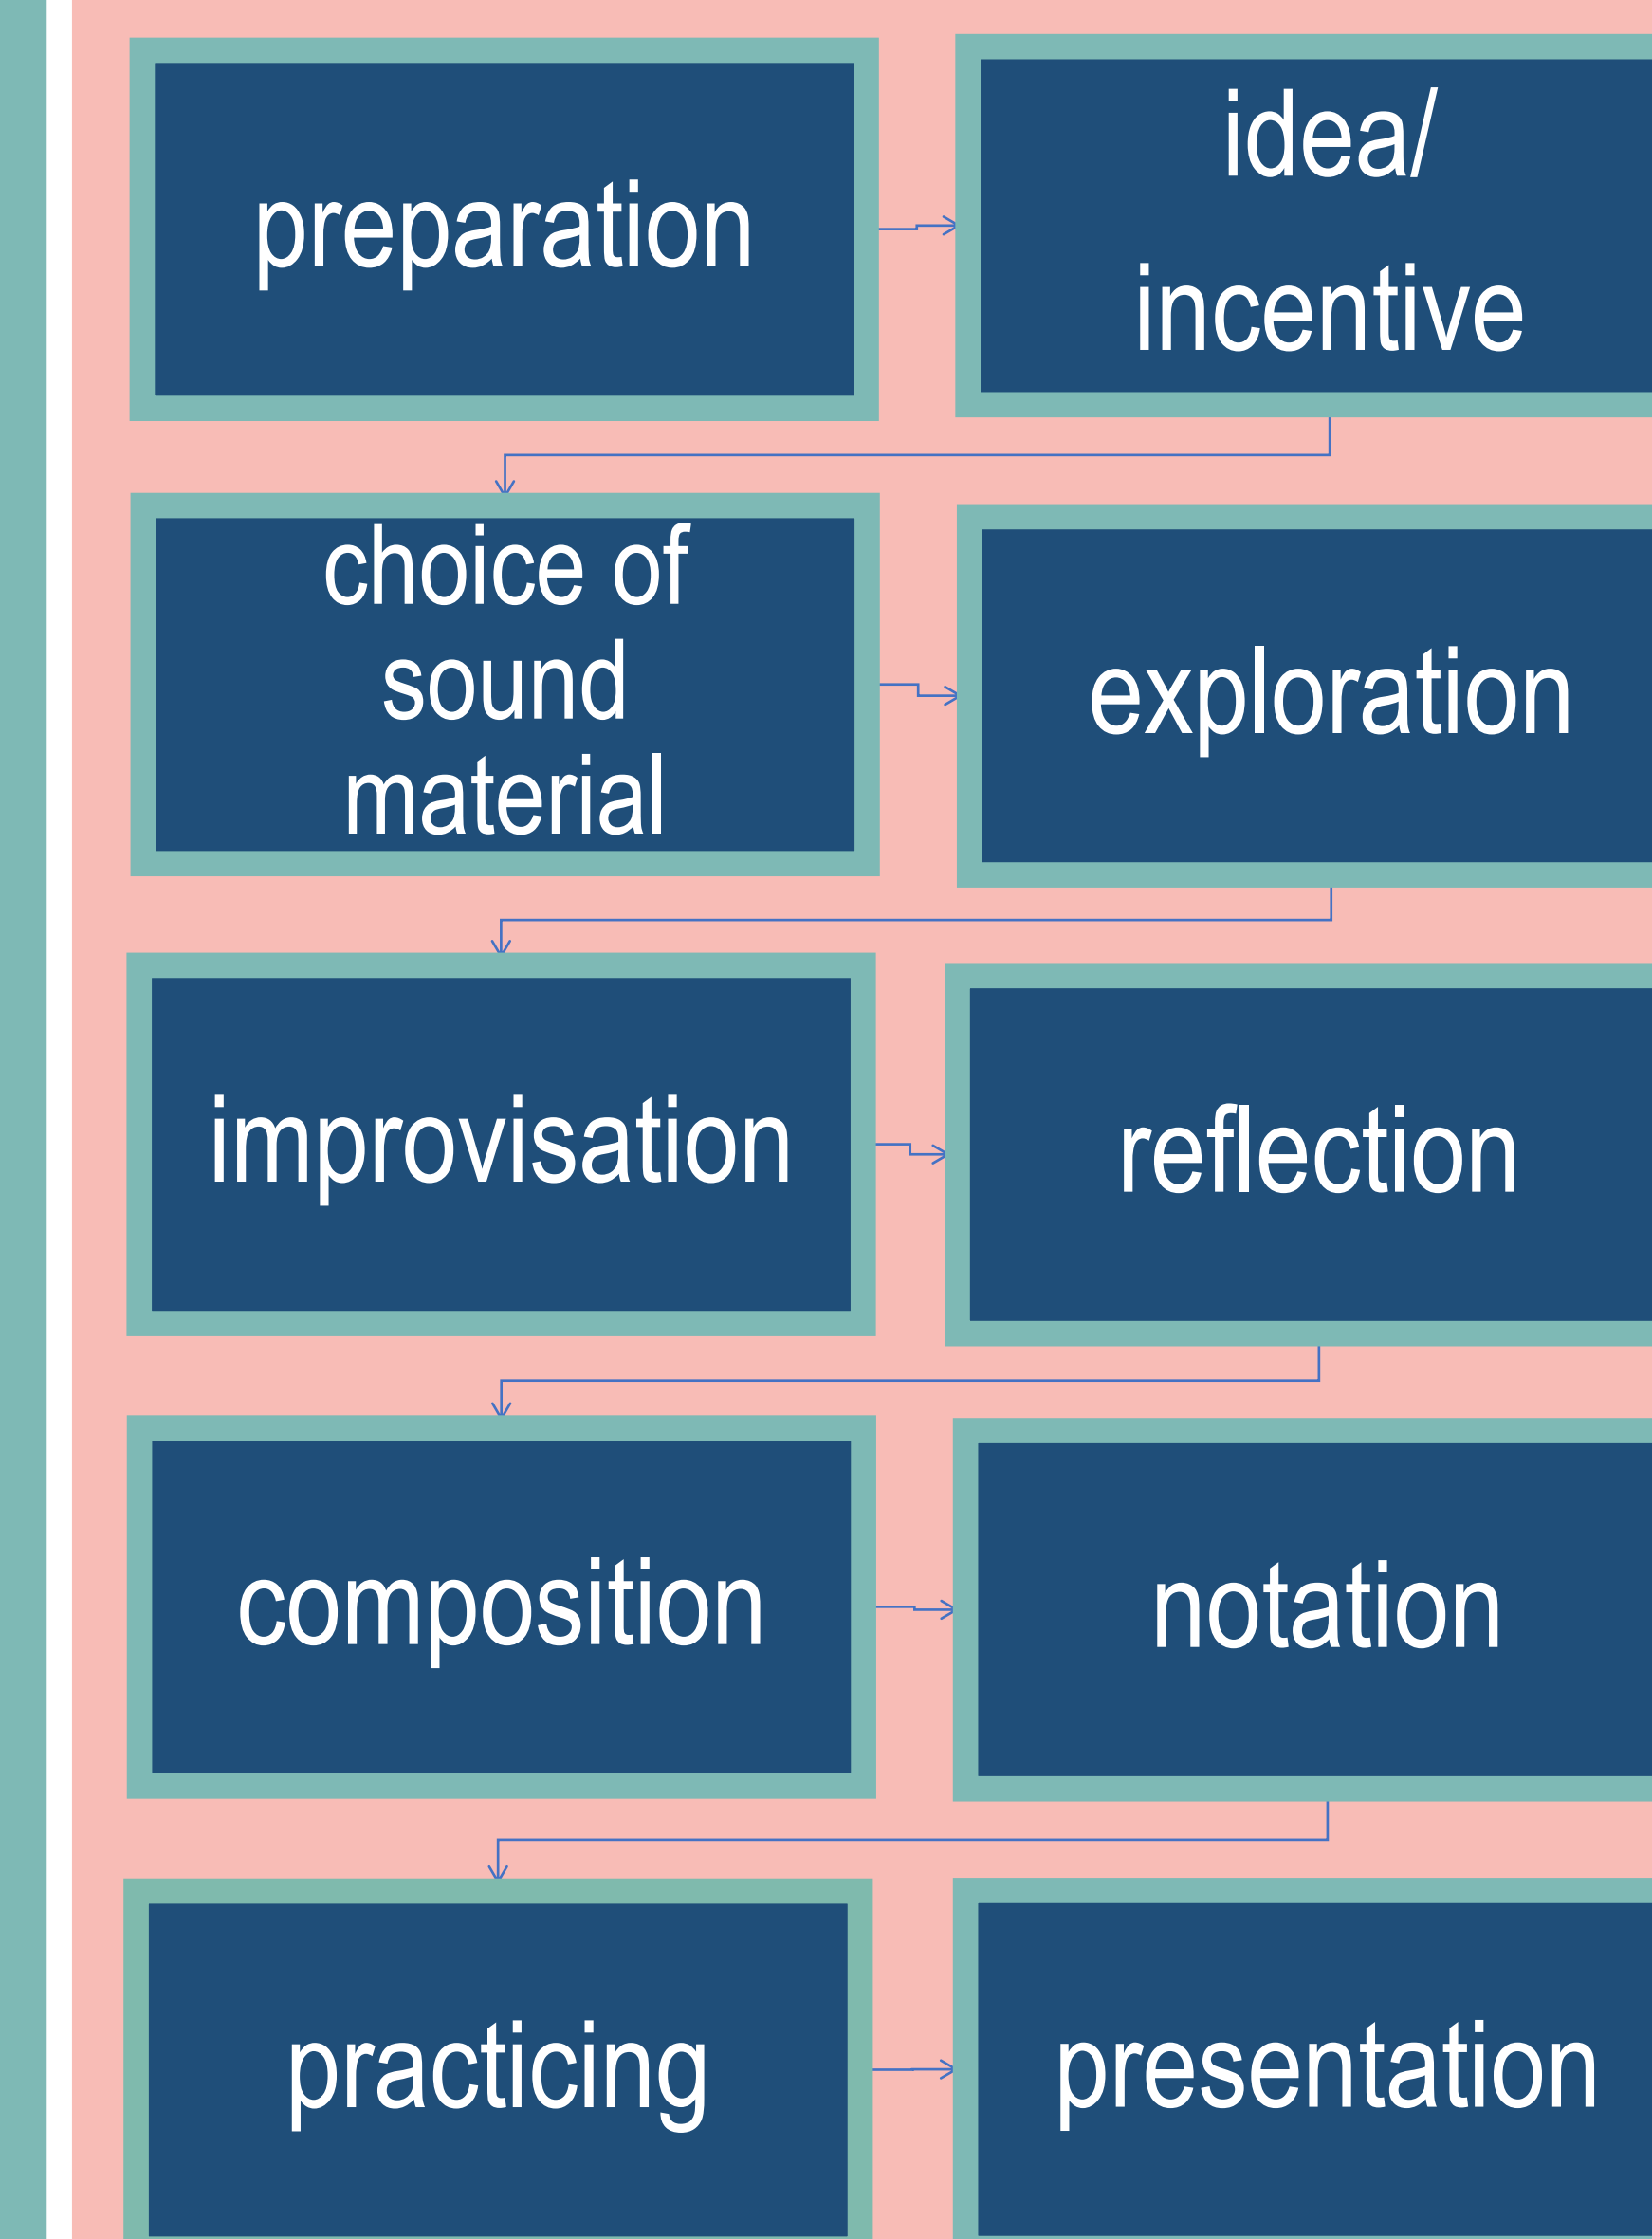 preparation
idea/
incentive
choice of
sound
material
exploration
improvisation
reflection
composition
notation
practicing
presentation